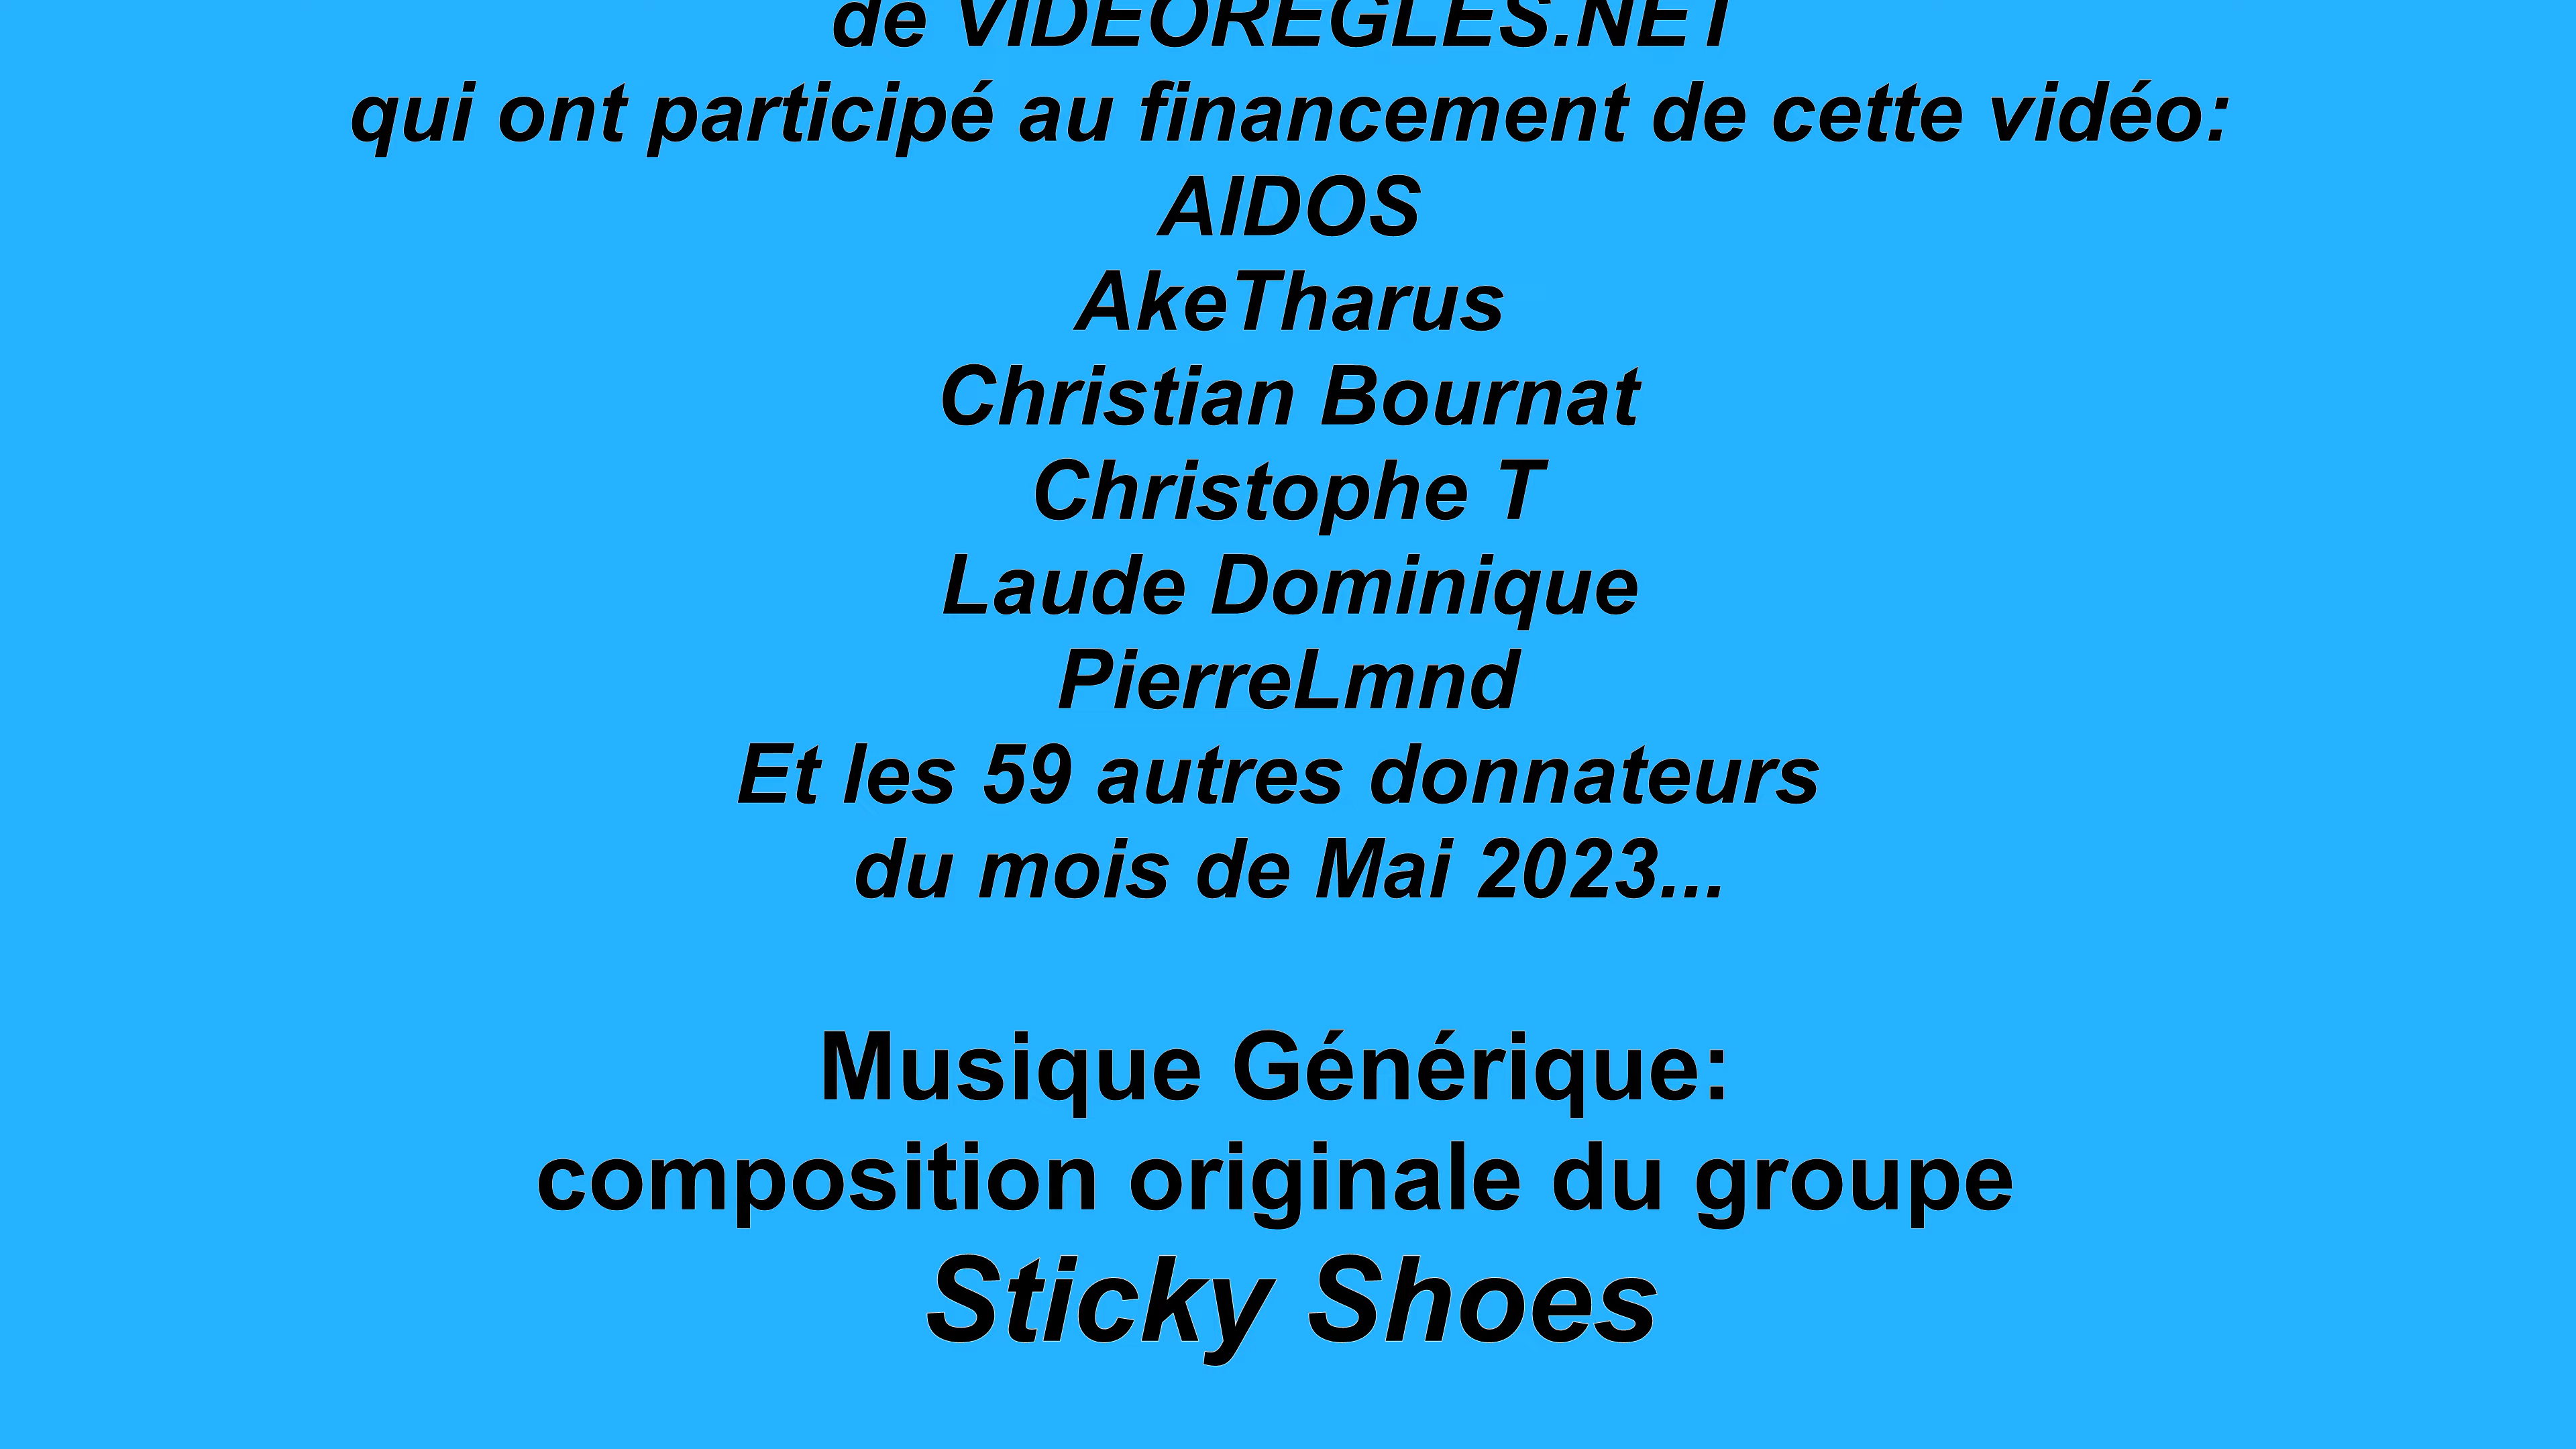 de VIDEOREGLES.NET
qui ont participé au financement de cette vidéo:
AIDOS
AkeTharus
Christian Bournat
Christophe T
Laude Dominique
PierreLmnd
Et les 59 autres donnateurs
du mois de Mai 2023...
Musique Générique:
composition originale du groupe
Sticky Shoes